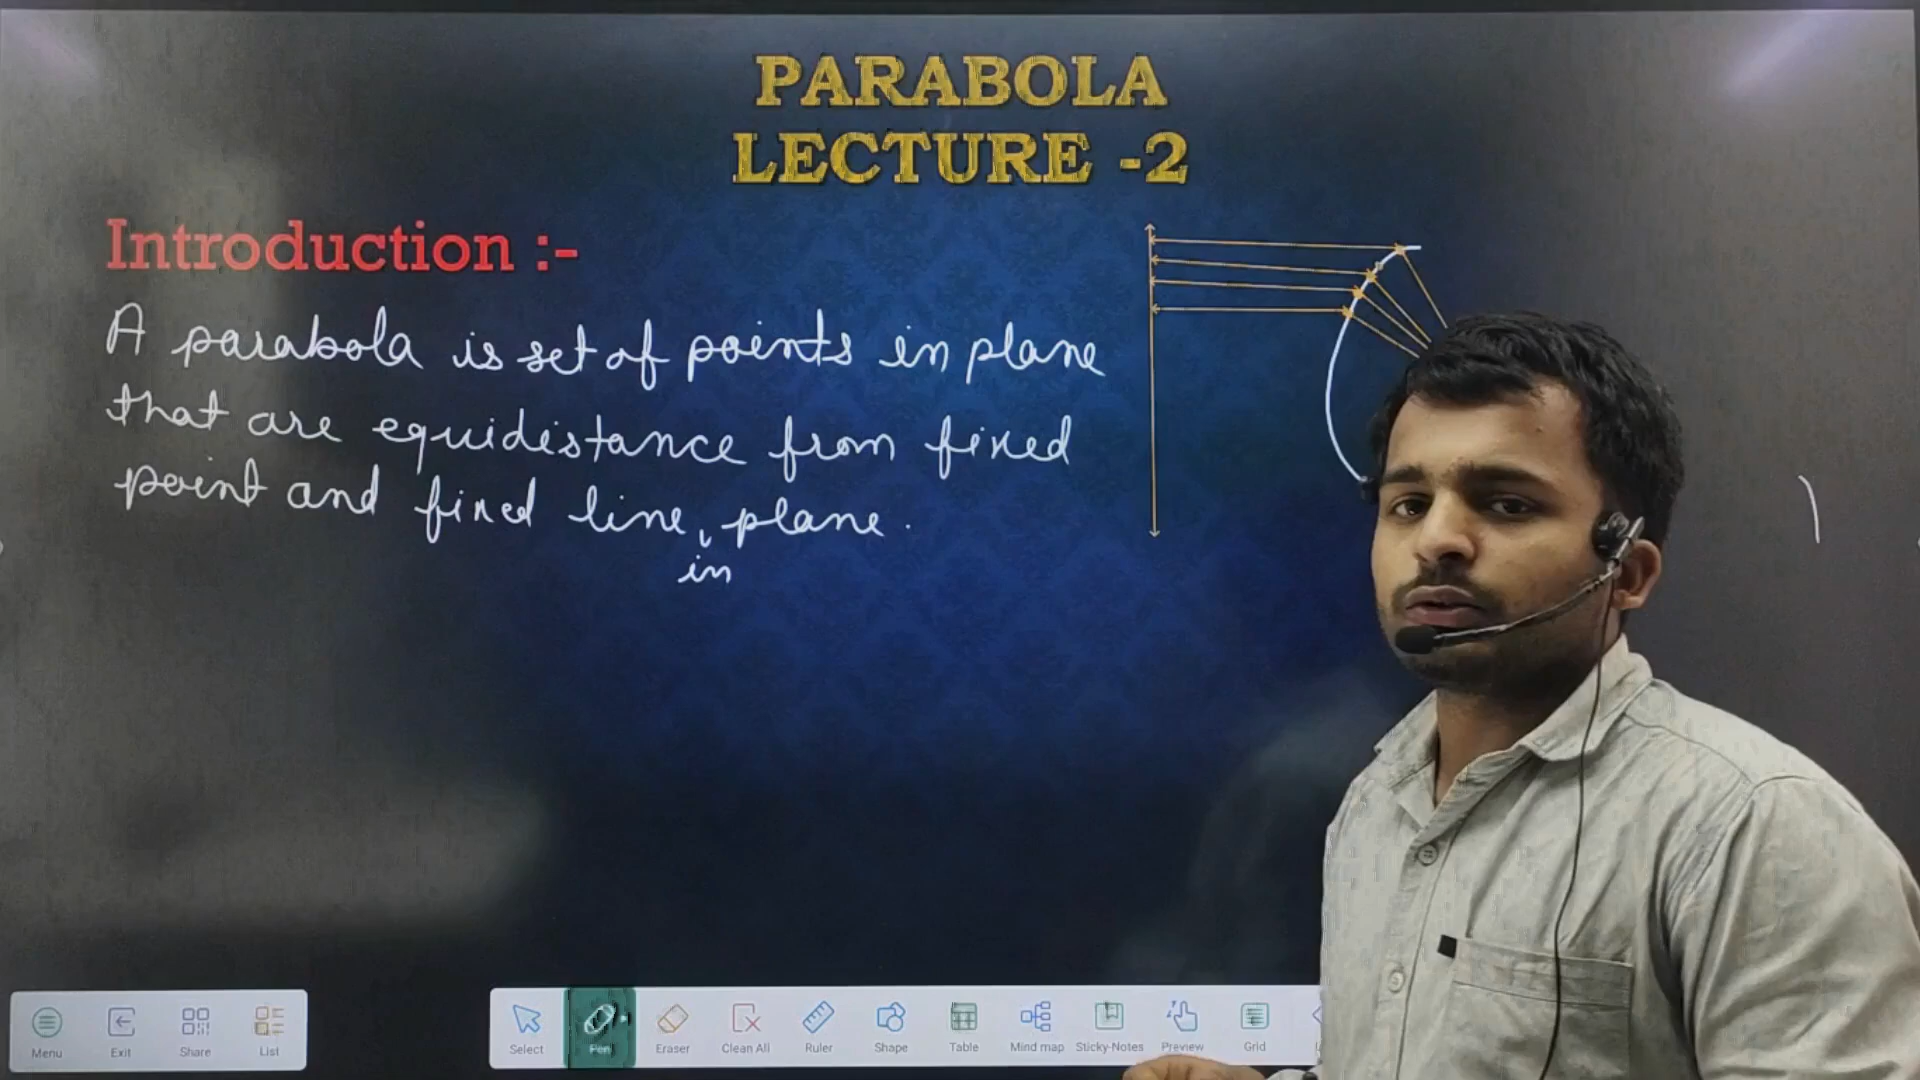 PARABOLA
LECTURE -2
Introduction :-
A parabola is set of points in plane
that are equidistance from fixed
point and fixed line, plane.
in
Menu Exit Share List Select Pen Eraser Clean All Ruler Shape Table Mind map Sticky-Notes Preview Grid